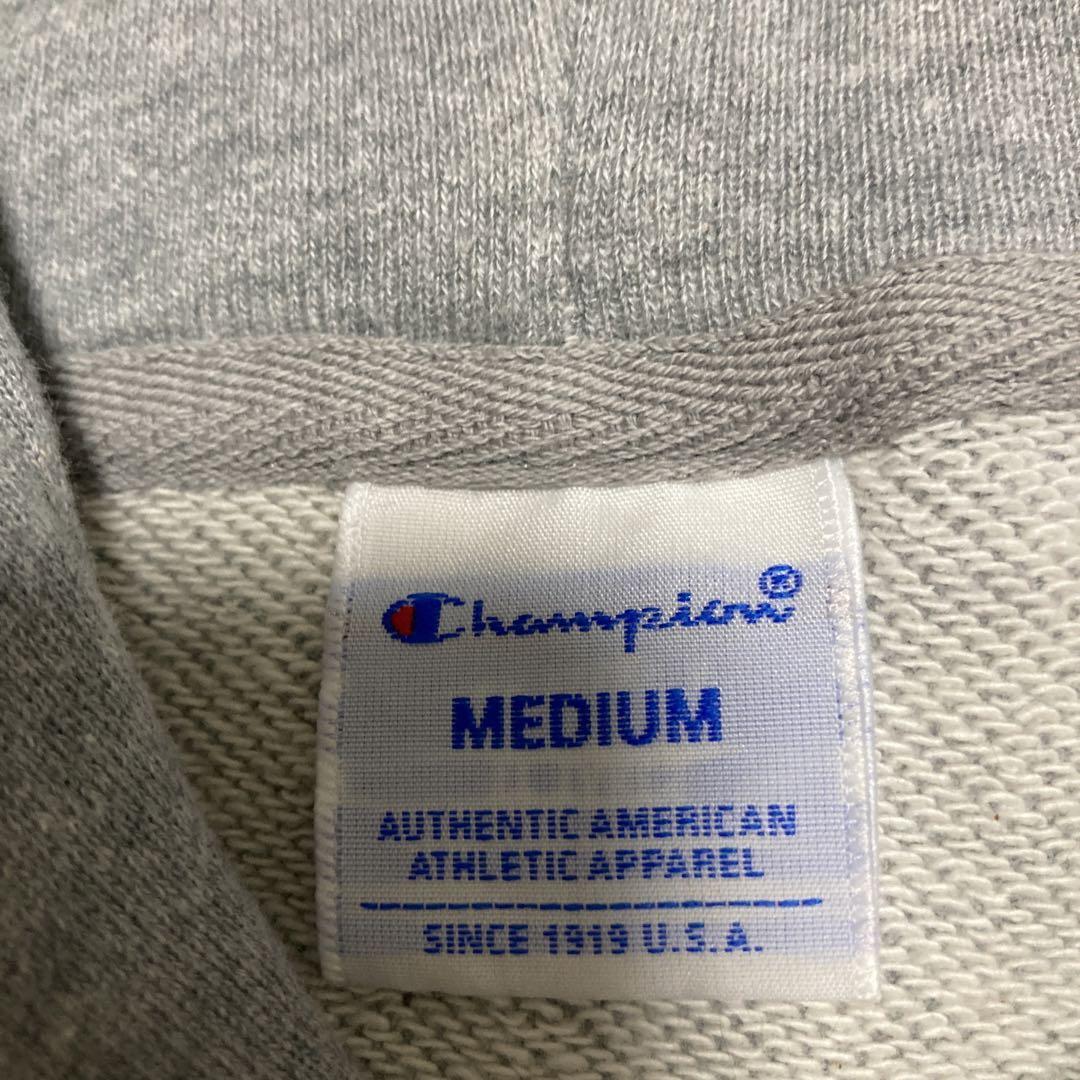 Champion®
MEDIUM
AUTHENTIC AMERICAN
ATHLETIC APPAREL
SINCE 1919 U.S.A.